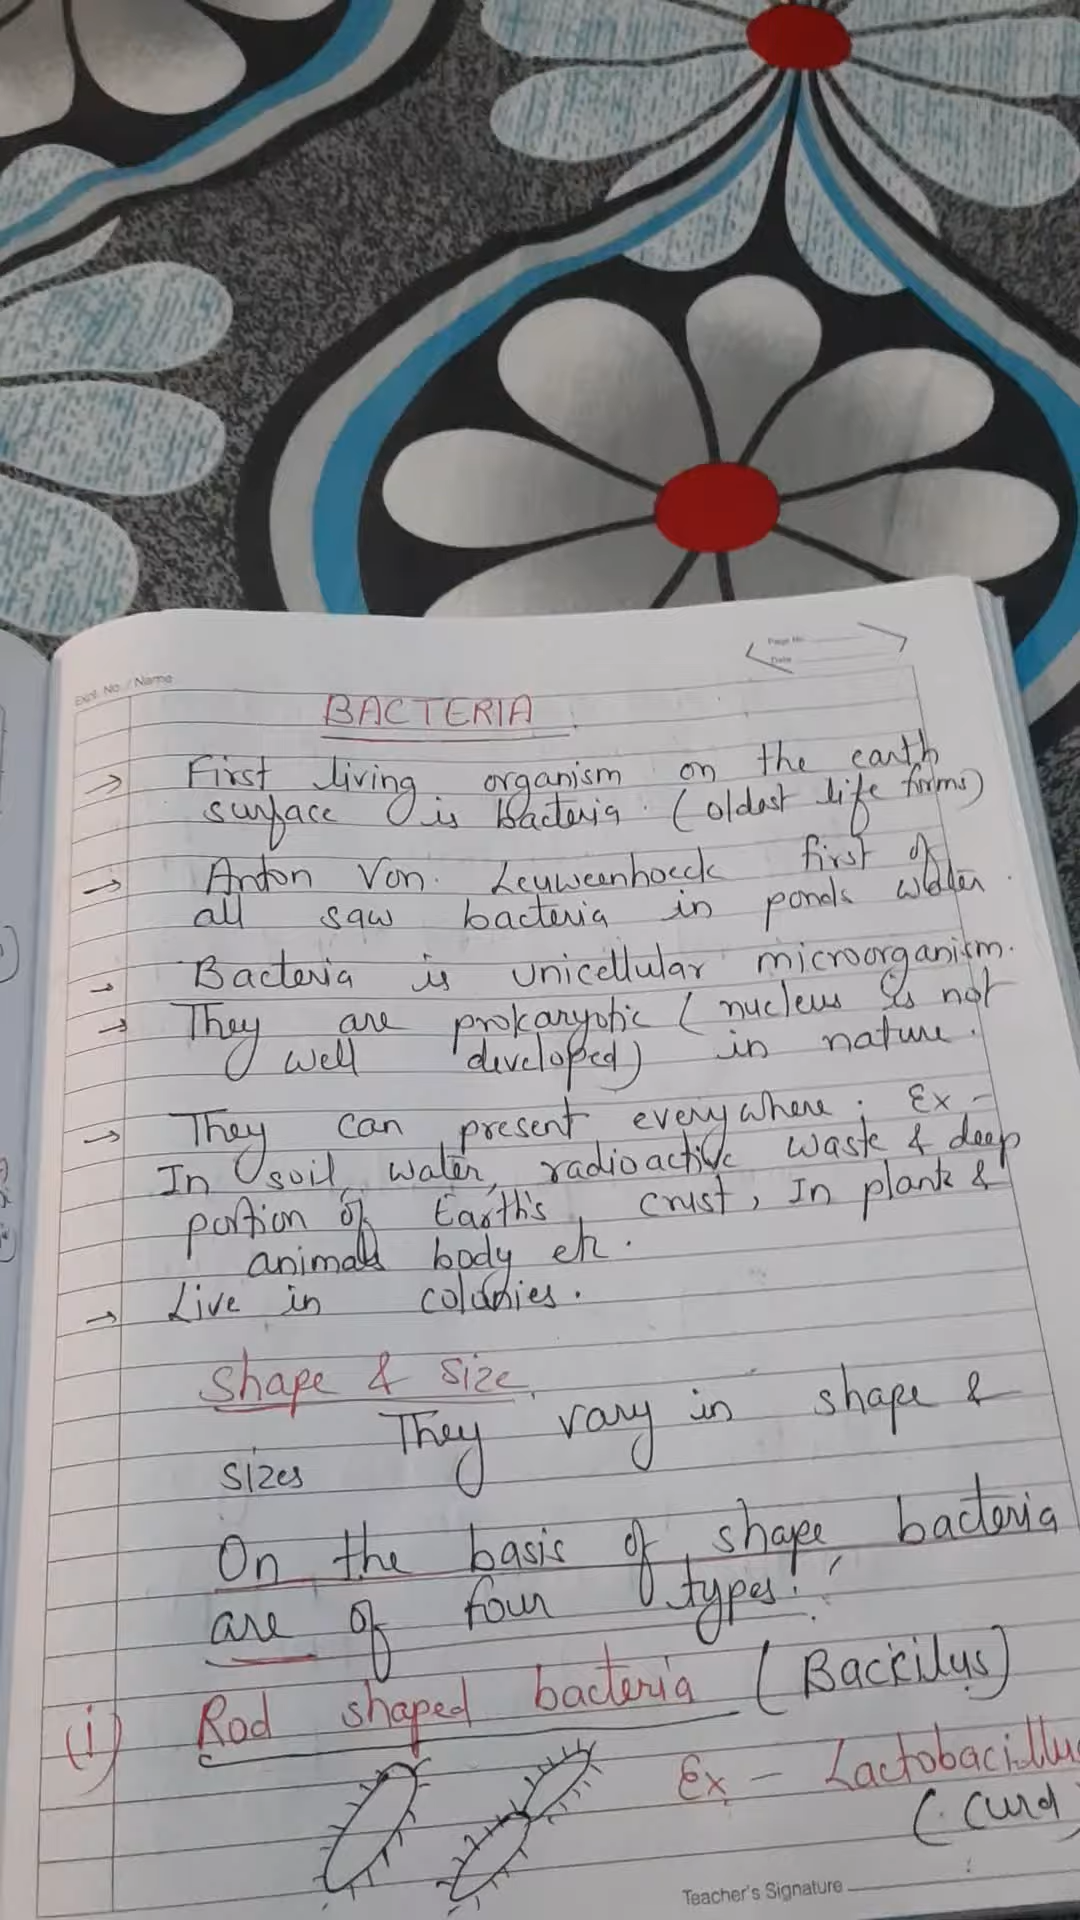 Page No.
Date
Expt. No. / Name
BACTERIA
→ First living organism on the earth
surface is bacteria. (oldest life forms)
→ Anton Von. Leuweenhoeck first of
all saw bacteria in ponds water.
→ Bacteria is unicellular microorganism.
→ They are prokaryotic (nucleus is not
well developed) in nature.
→ They can present everywhere. Ex -
In soil, water, radioactive waste & deep
portion of Earth's crust, In plants &
animals body etc.
→ Live in colonies.
Shape & Size.
They vary in shape &
sizes
On the basis of shape bacteria
are of four types:
(i) Rod shaped bacteria (Backilus)
Ex - Lactobacillus
(Curd)
Teacher's Signature